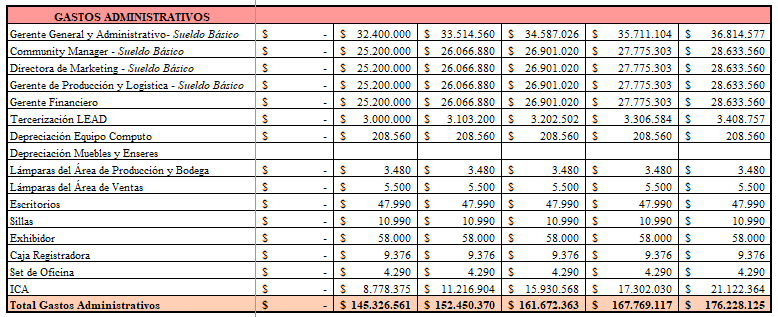 GASTOS ADMINISTRATIVOS
Gerente General y Administrativo- Sueldo Básico $ - $ 32.400.000 $ 33.514.560 $ 34.587.026 $ 35.711.104 $ 36.814.577
Community Manager - Sueldo Básico $ - $ 25.200.000 $ 26.066.880 $ 26.901.020 $ 27.775.303 $ 28.633.560
Directora de Marketing - Sueldo Básico $ - $ 25.200.000 $ 26.066.880 $ 26.901.020 $ 27.775.303 $ 28.633.560
Gerente de Producción y Logistica - Sueldo Básico $ - $ 25.200.000 $ 26.066.880 $ 26.901.020 $ 27.775.303 $ 28.633.560
Gerente Financiero $ - $ 25.200.000 $ 26.066.880 $ 26.901.020 $ 27.775.303 $ 28.633.560
Tercerización LEAD $ - $ 3.000.000 $ 3.103.200 $ 3.202.502 $ 3.306.584 $ 3.408.757
Depreciación Equipo Computo $ - $ 208.560 $ 208.560 $ 208.560 $ 208.560 $ 208.560
Depreciación Muebles y Enseres
Lámparas del Área de Producción y Bodega $ - $ 3.480 $ 3.480 $ 3.480 $ 3.480 $ 3.480
Lámparas del Área de Ventas $ - $ 5.500 $ 5.500 $ 5.500 $ 5.500 $ 5.500
Escritorios $ - $ 47.990 $ 47.990 $ 47.990 $ 47.990 $ 47.990
Sillas $ - $ 10.990 $ 10.990 $ 10.990 $ 10.990 $ 10.990
Exhibidor $ - $ 58.000 $ 58.000 $ 58.000 $ 58.000 $ 58.000
Caja Registradora $ - $ 9.376 $ 9.376 $ 9.376 $ 9.376 $ 9.376
Set de Oficina $ - $ 4.290 $ 4.290 $ 4.290 $ 4.290 $ 4.290
ICA $ - $ 8.778.375 $ 11.216.904 $ 15.930.568 $ 17.302.030 $ 21.122.364
Total Gastos Administrativos $ - $ 145.326.561 $ 152.450.370 $ 161.672.363 $ 167.769.117 $ 176.228.125